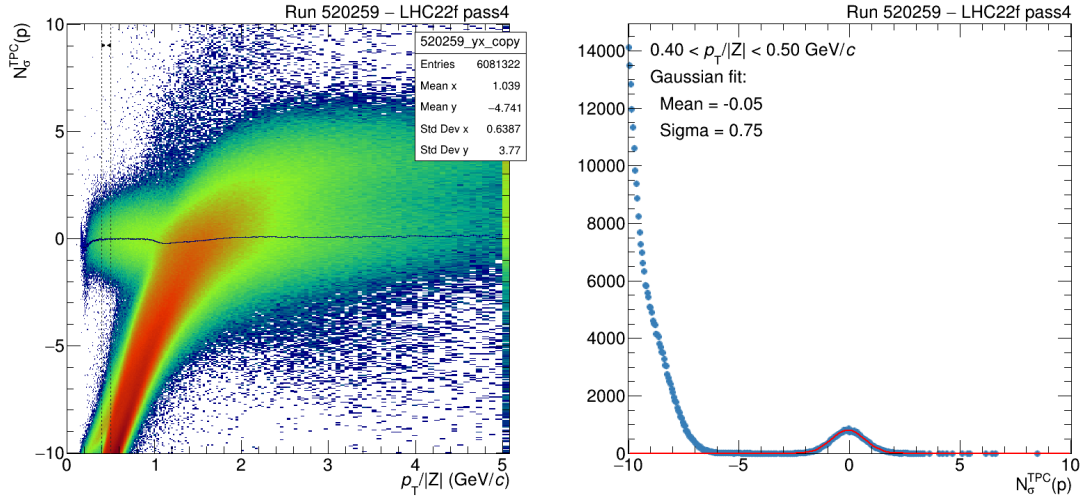 Run 520259 − LHC22f pass4
N_σ^TPC(p)
10
5
0
−5
−10
520259_yx_copy
Entries 6081322
Mean x 1.039
Mean y −4.741
Std Dev x 0.6387
Std Dev y 3.77
0 1 2 3 4 5
p_T/|Z| (GeV/c)
Run 520259 − LHC22f pass4
14000
12000
10000
8000
6000
4000
2000
0
0.40 < p_T/|Z| < 0.50 GeV/c
Gaussian fit:
Mean = -0.05
Sigma = 0.75
−10 −5 0 5 10
N_σ^TPC(p)